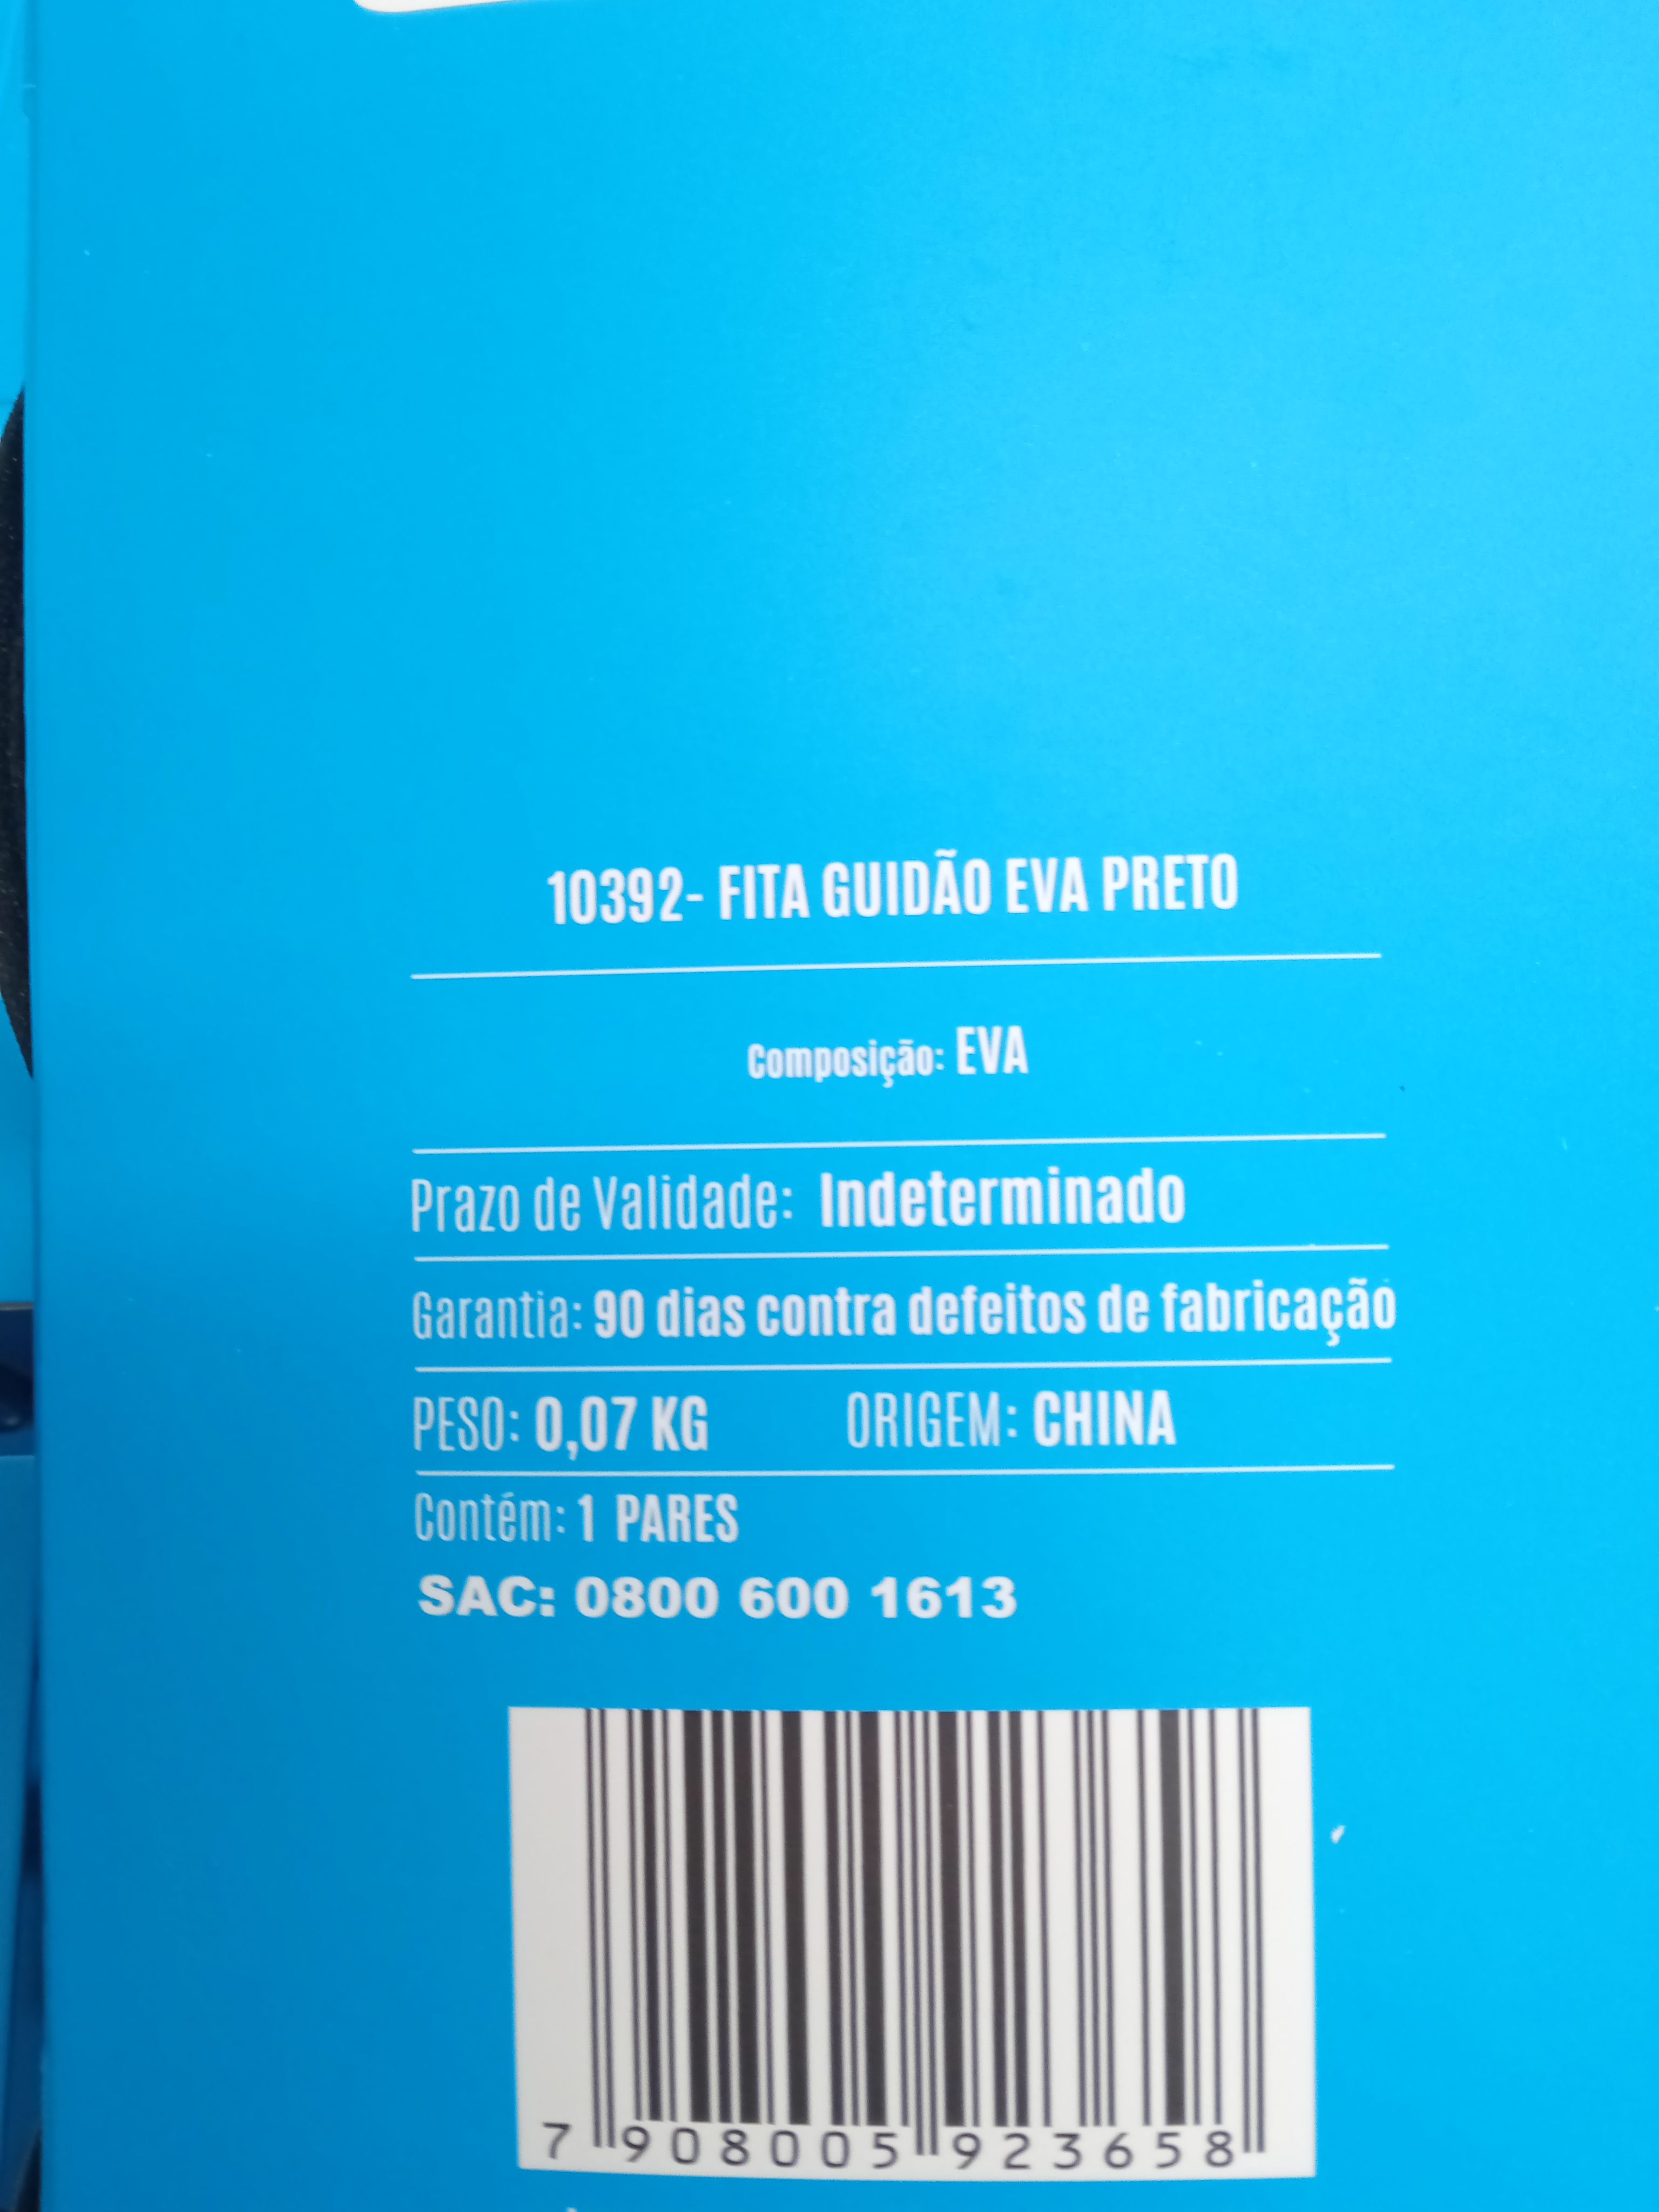 10392- FITA GUIDÃO EVA PRETO
Composição: EVA
Prazo de Validade: Indeterminado
Garantia: 90 dias contra defeitos de fabricação
PESO: 0,07 KG ORIGEM: CHINA
Contém: 1 PARES
SAC: 0800 600 1613
7 908005 923658